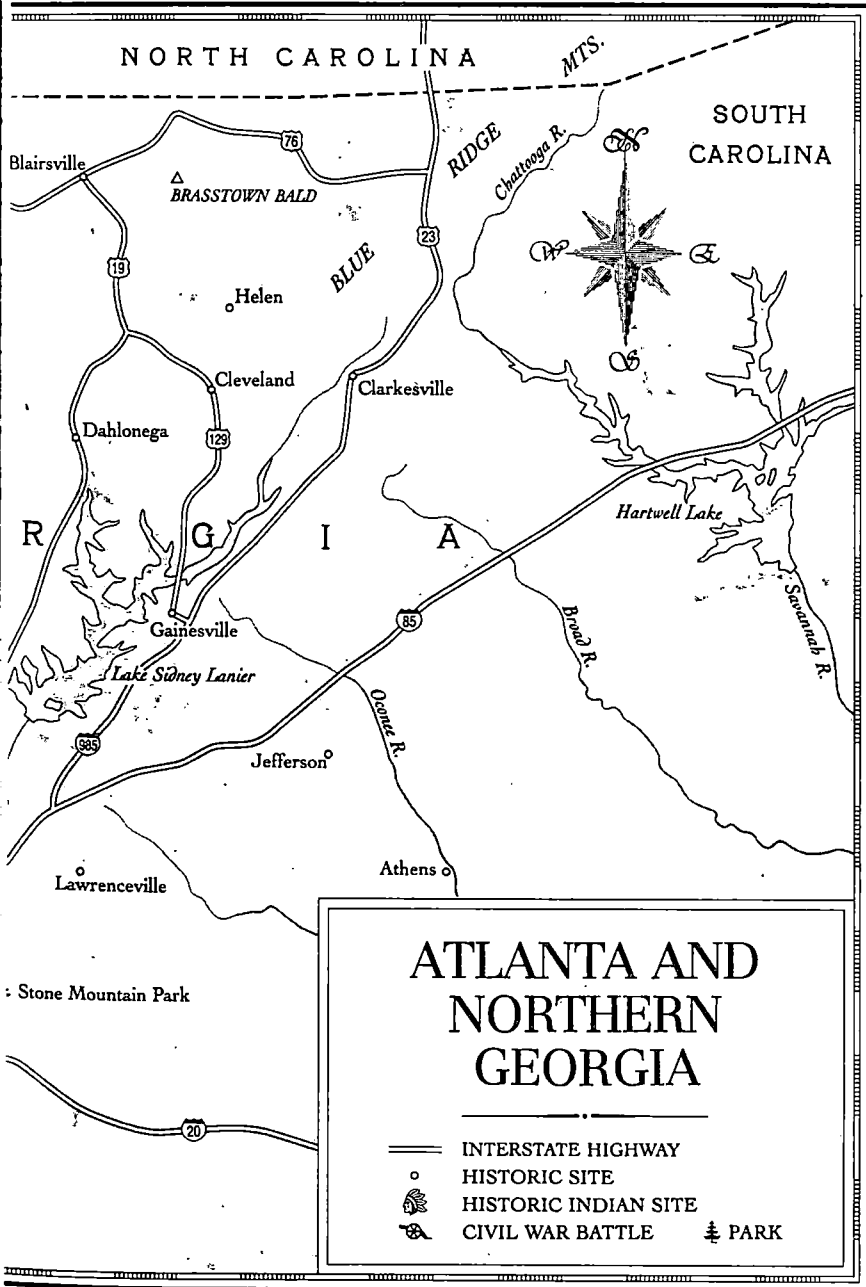 NORTH CAROLINA
MTS.
SOUTH
CAROLINA
76
RIDGE
Chattooga R.
Blairsville
BRASSTOWN BALD
N
W
E
S
23
BLUE
19
Helen
Cleveland
Clarkesville
Dahlonega
129
Hartwell Lake
R G I A
Savannah R.
85
Broad R.
Gainesville
Lake Sidney Lanier
Oconee R.
985
Jefferson
Athens
Lawrenceville
Stone Mountain Park
20
ATLANTA AND
NORTHERN
GEORGIA
INTERSTATE HIGHWAY
HISTORIC SITE
HISTORIC INDIAN SITE
CIVIL WAR BATTLE PARK